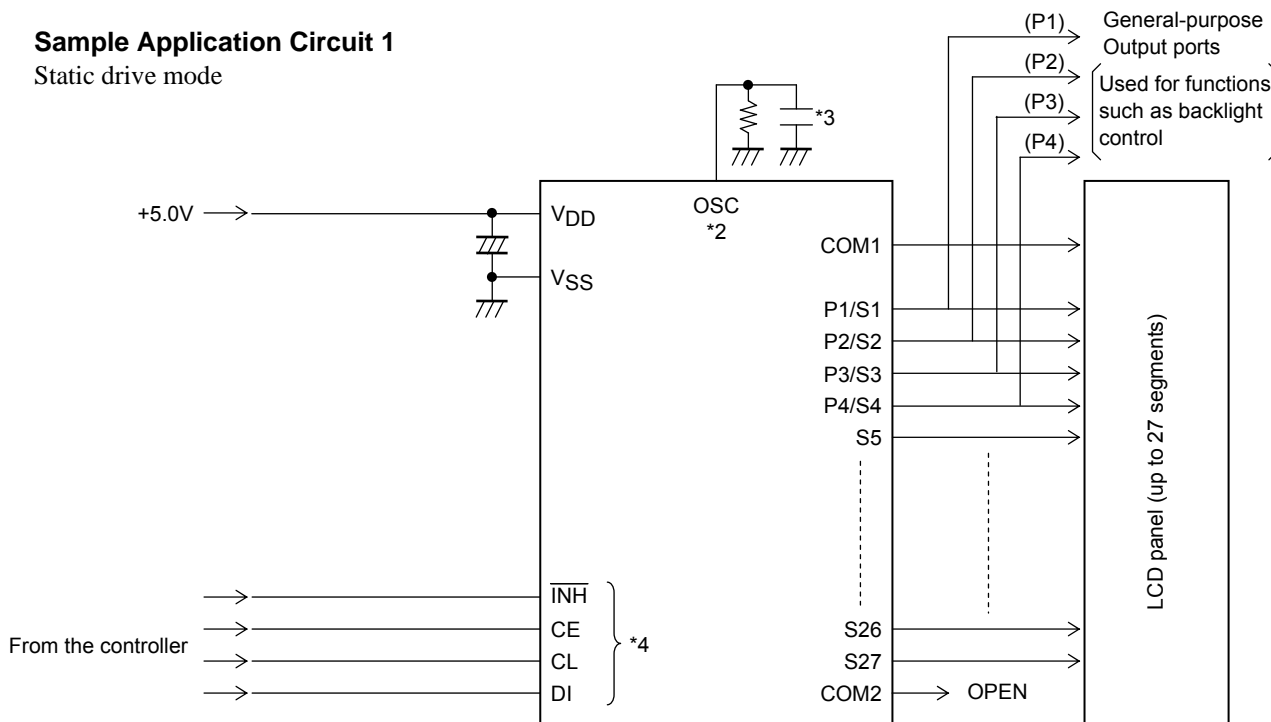 Sample Application Circuit 1
Static drive mode
(P1)
General-purpose
Output ports
(P2)
Used for functions
such as backlight
control
(P3)
(P4)
*3
+5.0V
VDD
OSC
*2
COM1
VSS
P1/S1
P2/S2
P3/S3
P4/S4
S5
LCD panel (up to 27 segments)
From the controller
INH
CE
CL
DI
*4
S26
S27
COM2
OPEN